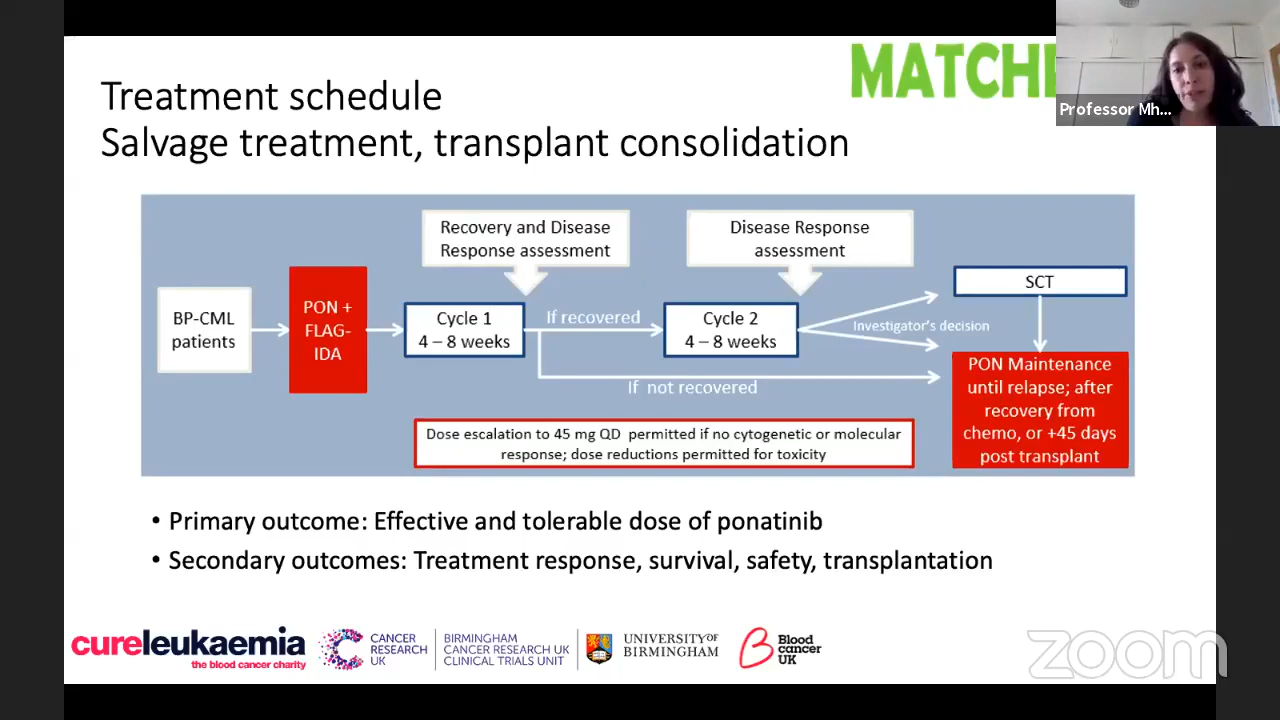 MATCH
Professor Mh...
Treatment schedule
Salvage treatment, transplant consolidation
Recovery and Disease
Response assessment
Disease Response
assessment
BP-CML
patients
PON +
FLAG-
IDA
Cycle 1
4 – 8 weeks
If recovered
Cycle 2
4 – 8 weeks
Investigator's decision
SCT
If not recovered
PON Maintenance
until relapse; after
recovery from
chemo, or +45 days
post transplant
Dose escalation to 45 mg QD permitted if no cytogenetic or molecular
response; dose reductions permitted for toxicity
• Primary outcome: Effective and tolerable dose of ponatinib
• Secondary outcomes: Treatment response, survival, safety, transplantation
cureleukaemia
the blood cancer charity
CANCER
RESEARCH
UK
BIRMINGHAM
CANCER RESEARCH UK
CLINICAL TRIALS UNIT
UNIVERSITY OF
BIRMINGHAM
Blood
cancer
UK
zoom